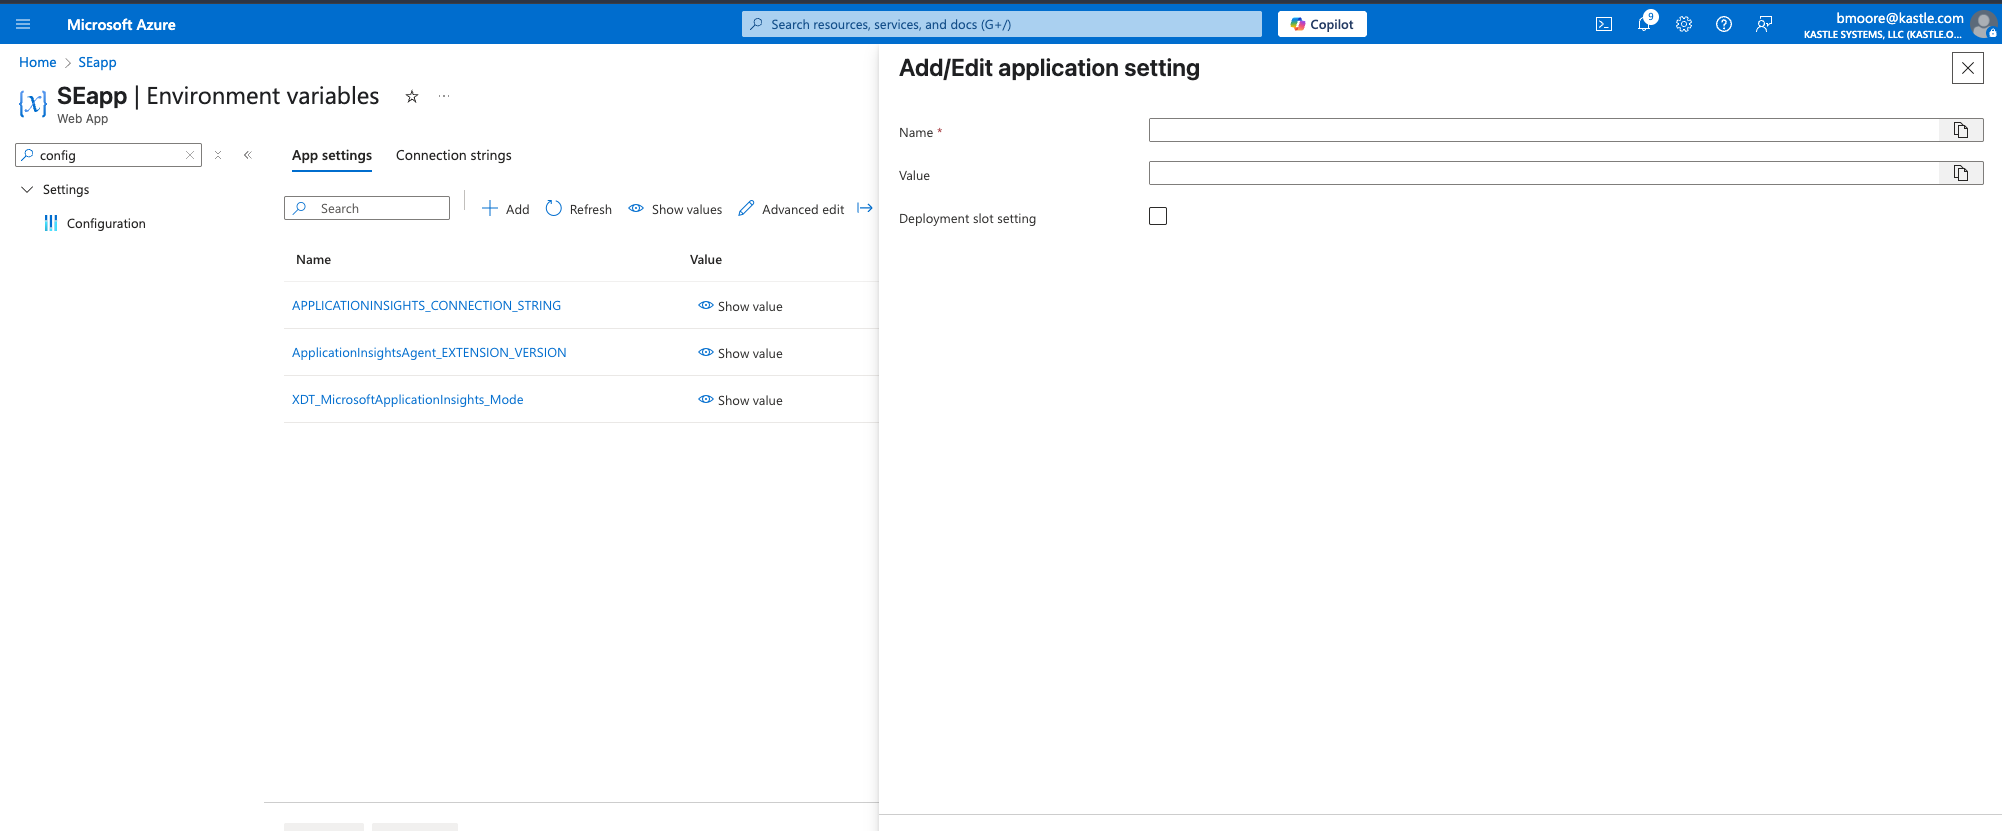 Microsoft Azure
Search resources, services, and docs (G+/)
Copilot
9
bmoore@kastle.com
KASTLE SYSTEMS, LLC (KASTLE.O...
Home > SEapp
SEapp | Environment variables
Web App
config
Settings
Configuration
App settings
Connection strings
Search
Add
Refresh
Show values
Advanced edit
Name
Value
APPLICATIONINSIGHTS_CONNECTION_STRING
Show value
ApplicationInsightsAgent_EXTENSION_VERSION
Show value
XDT_MicrosoftApplicationInsights_Mode
Show value
Add/Edit application setting
Name *
Value
Deployment slot setting